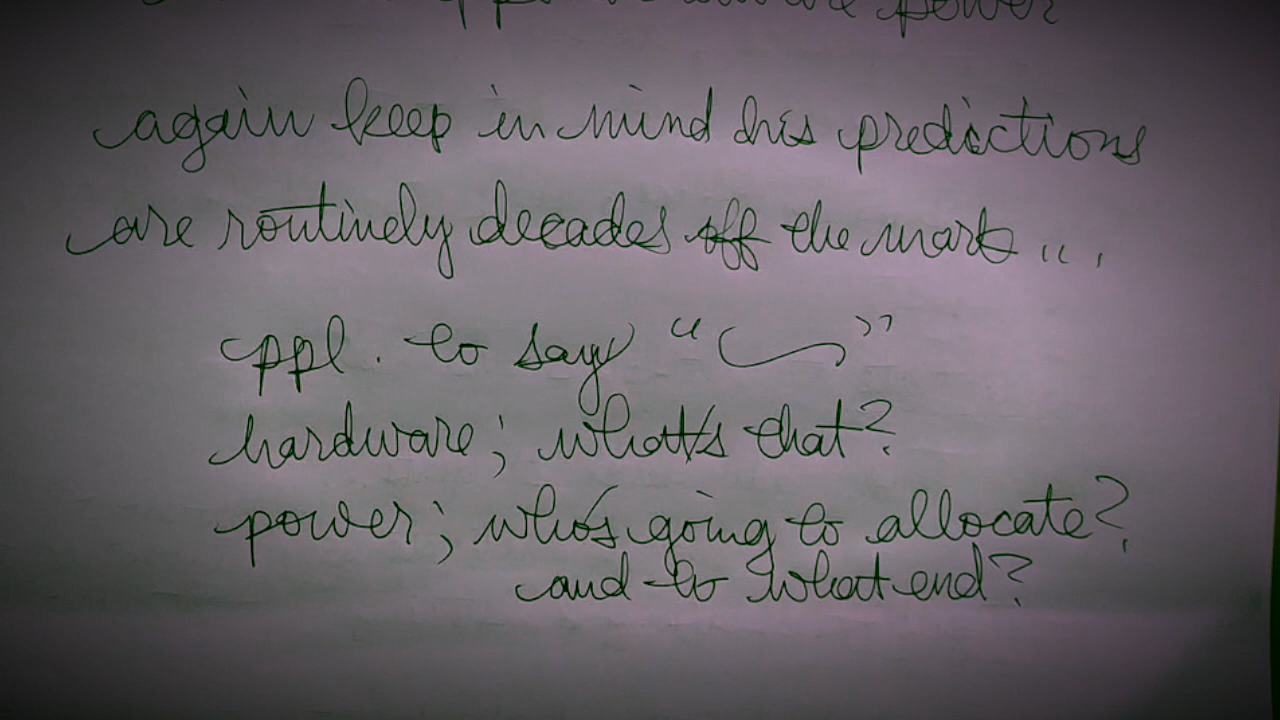 power
again keep in mind his predictions
are routinely decades off the mark ...
ppl. to say “ ”
hardware; what's that?
power; who's going to allocate?
and to what end?